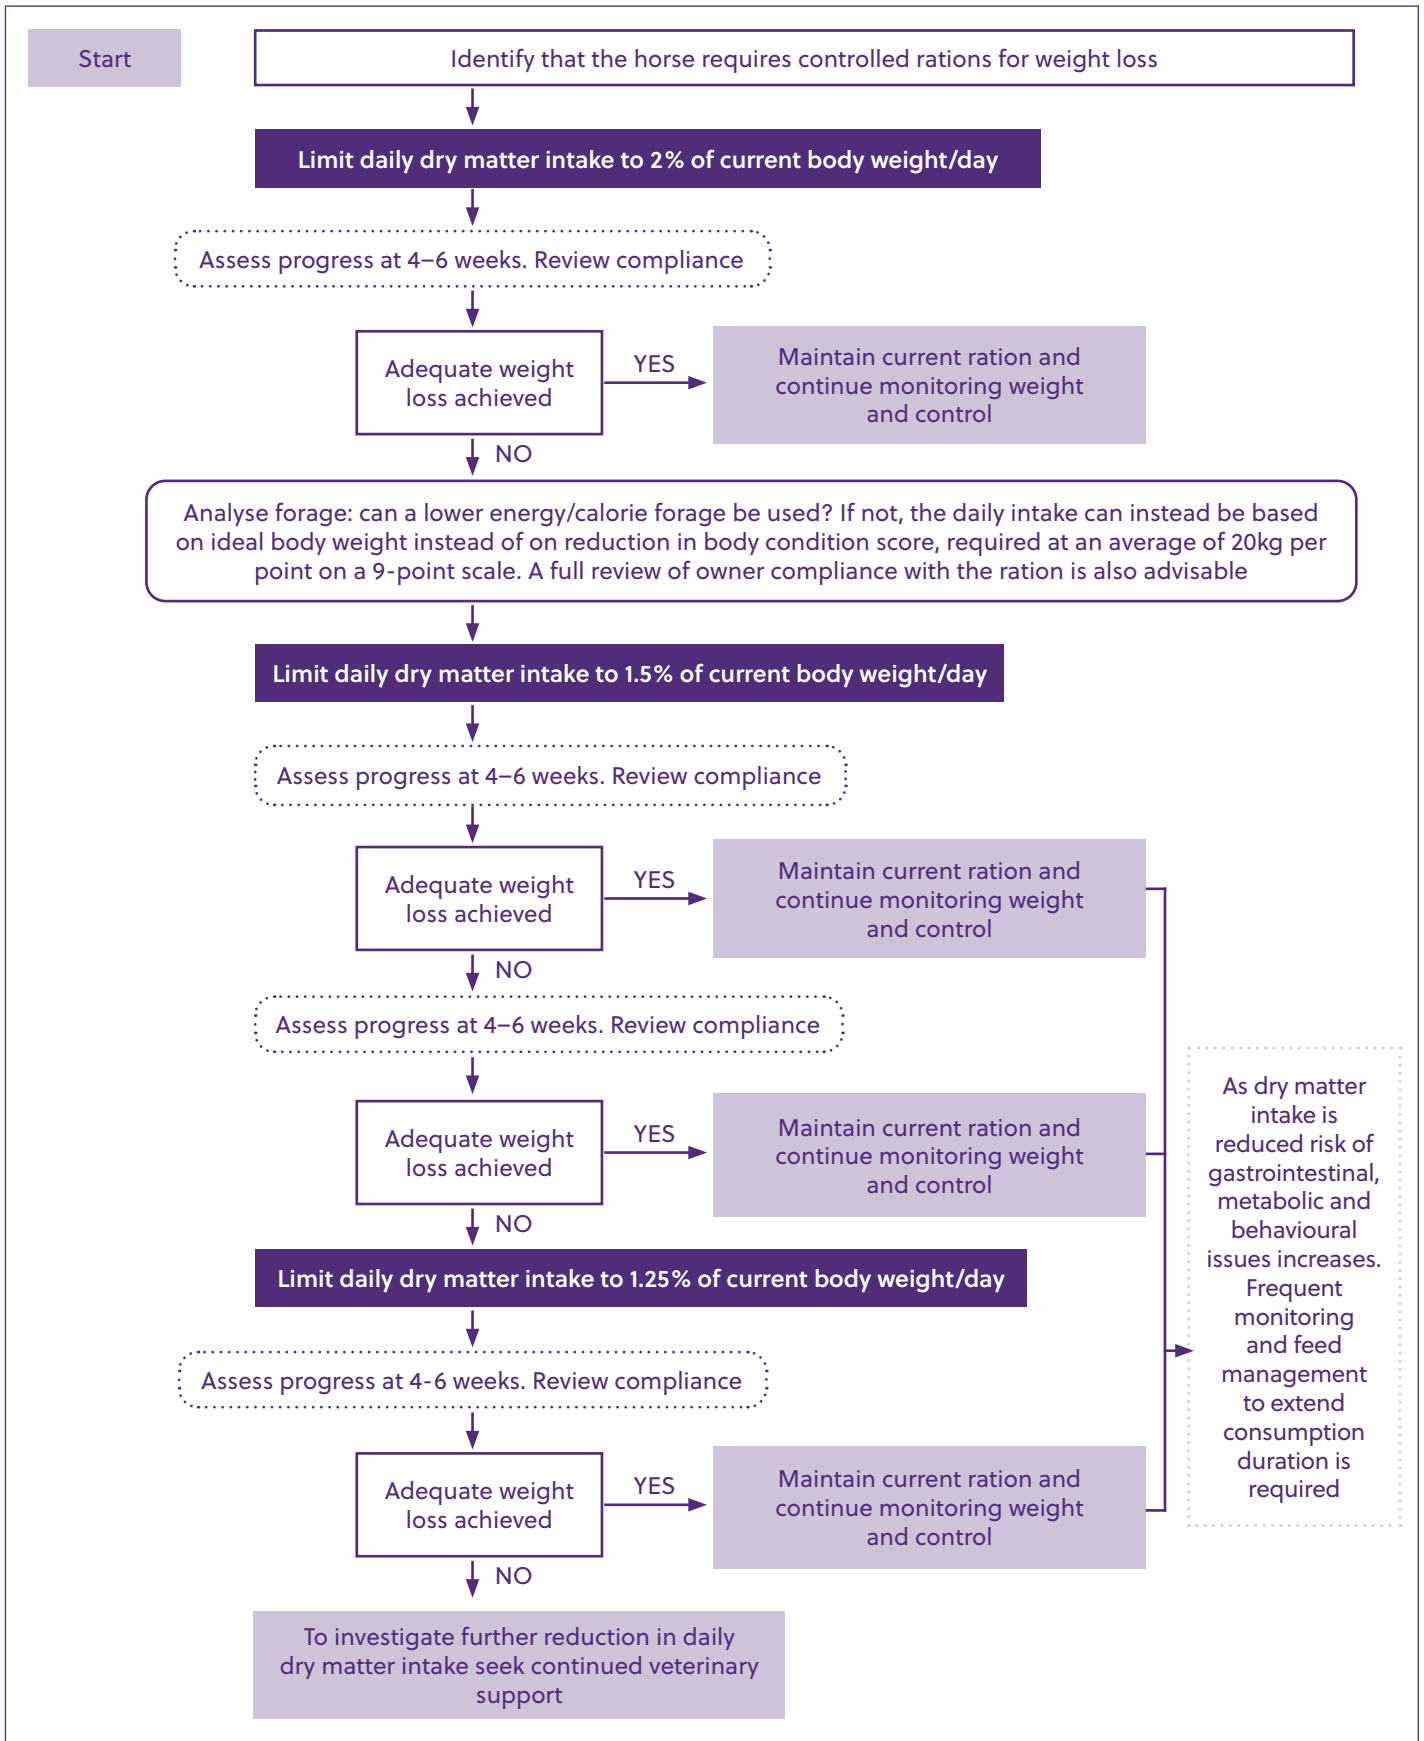 Start
Identify that the horse requires controlled rations for weight loss
Limit daily dry matter intake to 2% of current body weight/day
Assess progress at 4–6 weeks. Review compliance
Adequate weight
loss achieved
YES
Maintain current ration and
continue monitoring weight
and control
NO
Analyse forage: can a lower energy/calorie forage be used? If not, the daily intake can instead be based
on ideal body weight instead of on reduction in body condition score, required at an average of 20kg per
point on a 9-point scale. A full review of owner compliance with the ration is also advisable
Limit daily dry matter intake to 1.5% of current body weight/day
Assess progress at 4–6 weeks. Review compliance
Adequate weight
loss achieved
YES
Maintain current ration and
continue monitoring weight
and control
NO
Assess progress at 4–6 weeks. Review compliance
Adequate weight
loss achieved
YES
Maintain current ration and
continue monitoring weight
and control
NO
Limit daily dry matter intake to 1.25% of current body weight/day
Assess progress at 4-6 weeks. Review compliance
Adequate weight
loss achieved
YES
Maintain current ration and
continue monitoring weight
and control
NO
To investigate further reduction in daily
dry matter intake seek continued veterinary
support
As dry matter
intake is
reduced risk of
gastrointestinal,
metabolic and
behavioural
issues increases.
Frequent
monitoring
and feed
management
to extend
consumption
duration is
required